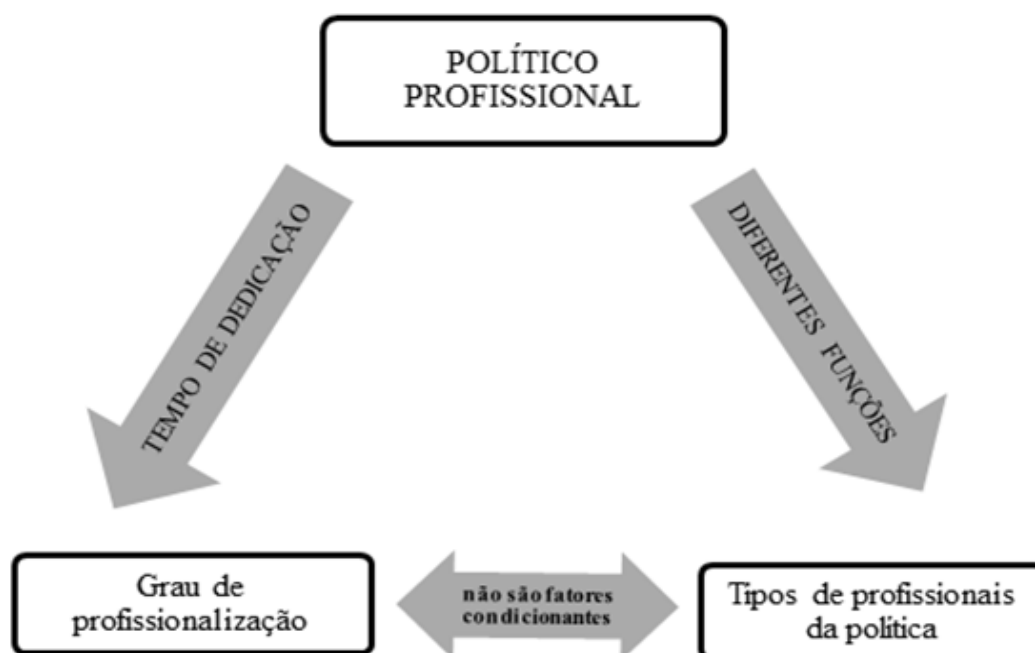 POLÍTICO
PROFISSIONAL
TEMPO DE DEDICAÇÃO
DIFERENTES FUNÇÕES
Grau de
profissionalização
não são fatores
condicionantes
Tipos de profissionais
da política